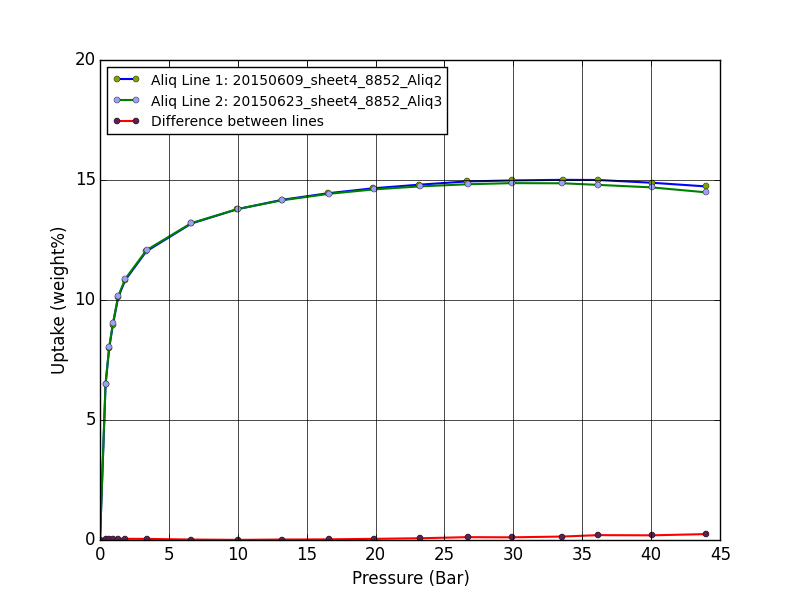 20
Aliq Line 1: 20150609_sheet4_8852_Aliq2
Aliq Line 2: 20150623_sheet4_8852_Aliq3
Difference between lines
15
10
5
0
Uptake (weight%)
0 5 10 15 20 25 30 35 40 45
Pressure (Bar)